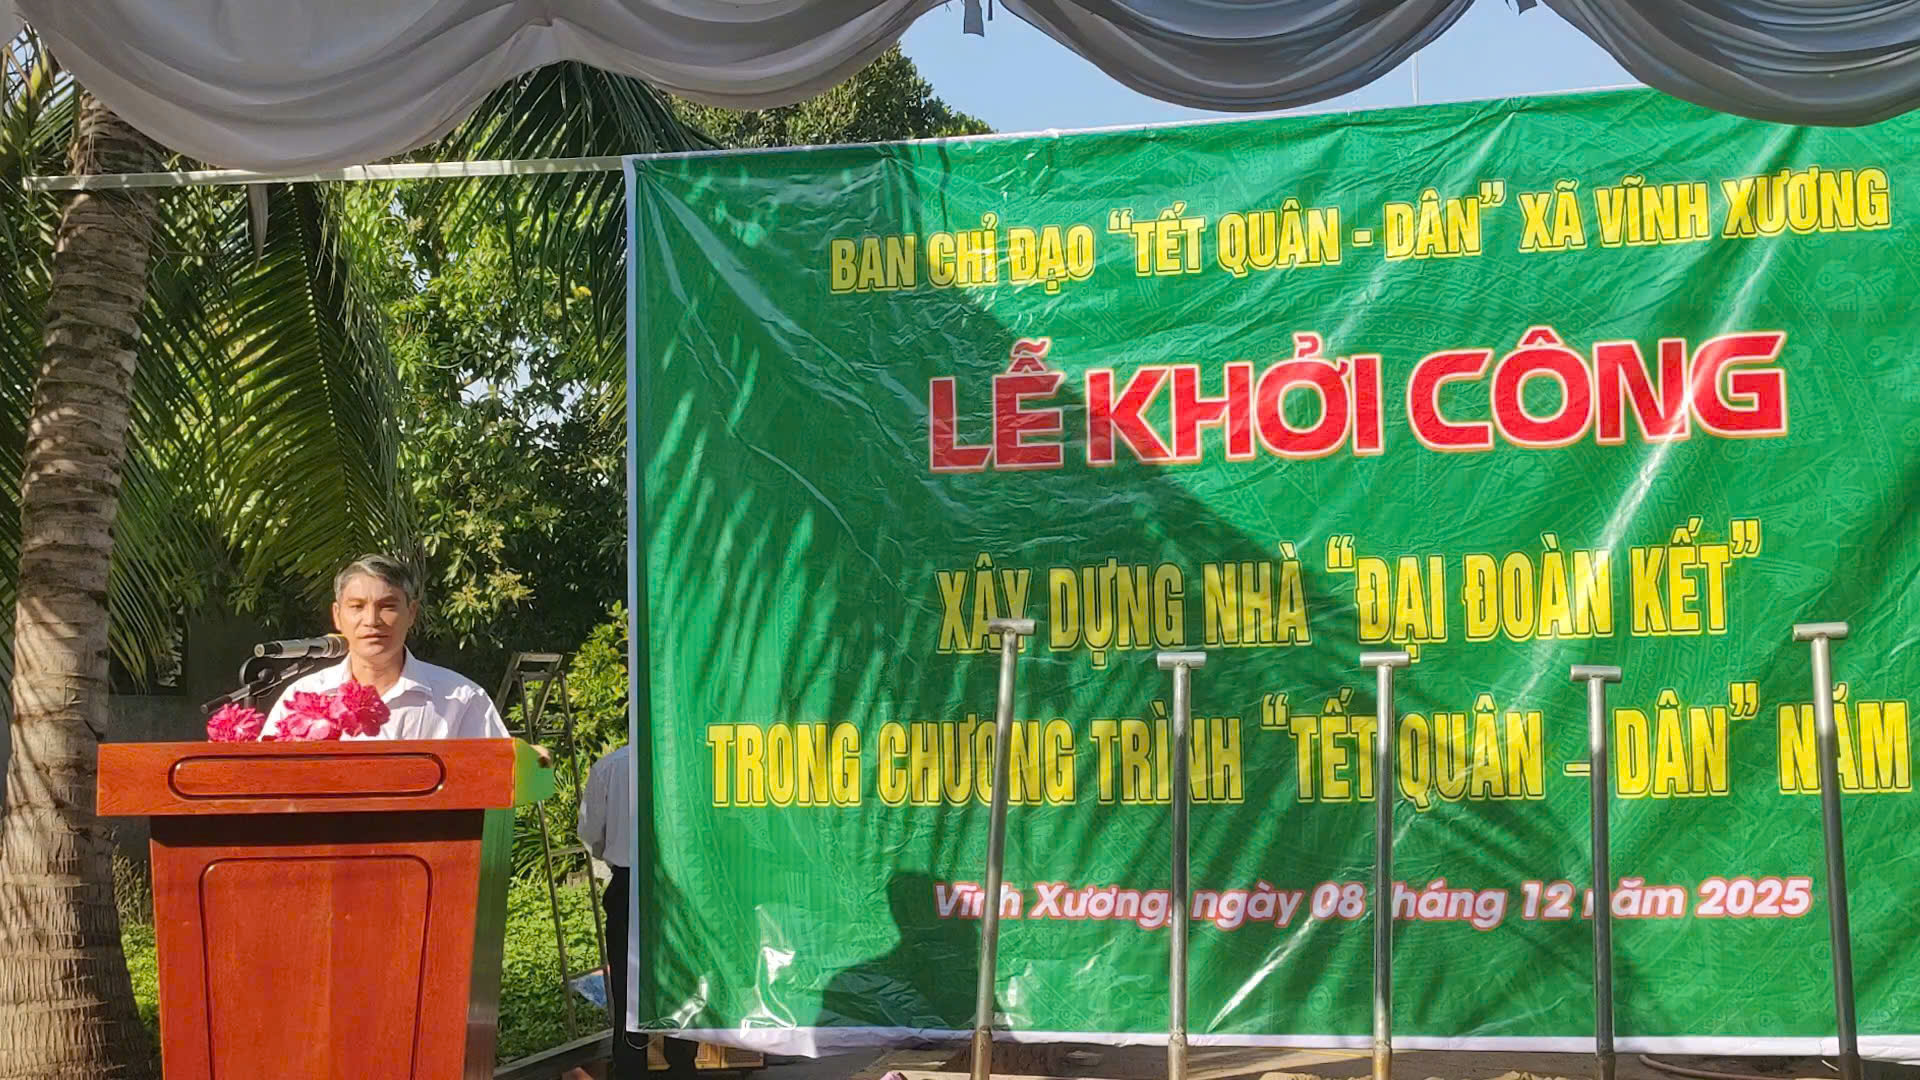 BAN CHỈ ĐẠO “TẾT QUÂN - DÂN” XÃ VĨNH XƯƠNG
LỄ KHỞI CÔNG
XÂY DỰNG NHÀ “ĐẠI ĐOÀN KẾT”
TRONG CHƯƠNG TRÌNH “TẾT QUÂN – DÂN” NĂM
Vĩnh Xương, ngày 08 tháng 12 năm 2025